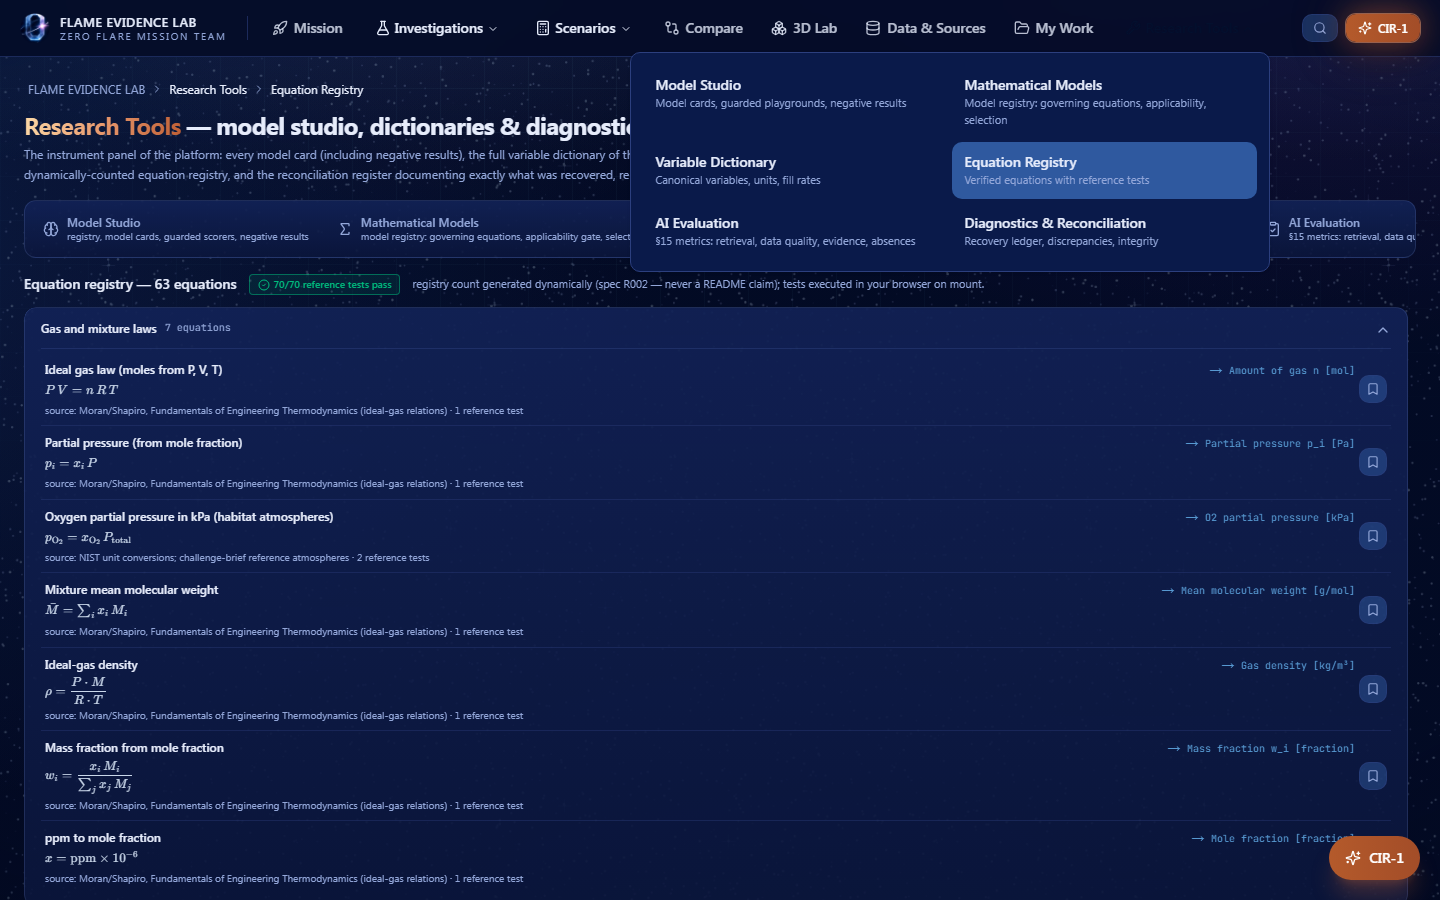 FLAME EVIDENCE LAB
ZERO FLARE MISSION TEAM
Mission
Investigations
Scenarios
Compare
3D Lab
Data & Sources
My Work
CIR-1
Model Studio
Model cards, guarded playgrounds, negative results
Mathematical Models
Model registry: governing equations, applicability,
selection
Variable Dictionary
Canonical variables, units, fill rates
Equation Registry
Verified equations with reference tests
AI Evaluation
§15 metrics: retrieval, data quality, evidence, absences
Diagnostics & Reconciliation
Recovery ledger, discrepancies, integrity
FLAME EVIDENCE LAB > Research Tools > Equation Registry
Research Tools — model studio, dictionaries & diagnostic
The instrument panel of the platform: every model card (including negative results), the full variable dictionary of th
dynamically-counted equation registry, and the reconciliation register documenting exactly what was recovered, re
Model Studio
registry, model cards, guarded scorers, negative results
Mathematical Models
model registry: governing equations, applicability gate, select
AI Evaluation
§15 metrics: retrieval, data qu
Equation registry — 63 equations
70/70 reference tests pass
registry count generated dynamically (spec R002 — never a README claim); tests executed in your browser on mount.
Gas and mixture laws 7 equations
Ideal gas law (moles from P, V, T)
→ Amount of gas n [mol]
P V = n R T
source: Moran/Shapiro, Fundamentals of Engineering Thermodynamics (ideal-gas relations) · 1 reference test
Partial pressure (from mole fraction)
→ Partial pressure p_i [Pa]
pᵢ = xᵢ P
source: Moran/Shapiro, Fundamentals of Engineering Thermodynamics (ideal-gas relations) · 1 reference test
Oxygen partial pressure in kPa (habitat atmospheres)
→ O2 partial pressure [kPa]
p_O₂ = x_O₂ P_total
source: NIST unit conversions; challenge-brief reference atmospheres · 2 reference tests
Mixture mean molecular weight
→ Mean molecular weight [g/mol]
M̄ = ∑ᵢ xᵢ Mᵢ
source: Moran/Shapiro, Fundamentals of Engineering Thermodynamics (ideal-gas relations) · 1 reference test
Ideal-gas density
→ Gas density [kg/m³]
ρ = P · M / R · T
source: Moran/Shapiro, Fundamentals of Engineering Thermodynamics (ideal-gas relations) · 1 reference test
Mass fraction from mole fraction
→ Mass fraction w_i [fraction]
wᵢ = xᵢ Mᵢ / ∑ⱼ xⱼ Mⱼ
source: Moran/Shapiro, Fundamentals of Engineering Thermodynamics (ideal-gas relations) · 1 reference test
ppm to mole fraction
→ Mole fraction [fraction]
x = ppm × 10⁻⁶
source: Moran/Shapiro, Fundamentals of Engineering Thermodynamics (ideal-gas relations) · 1 reference test
CIR-1